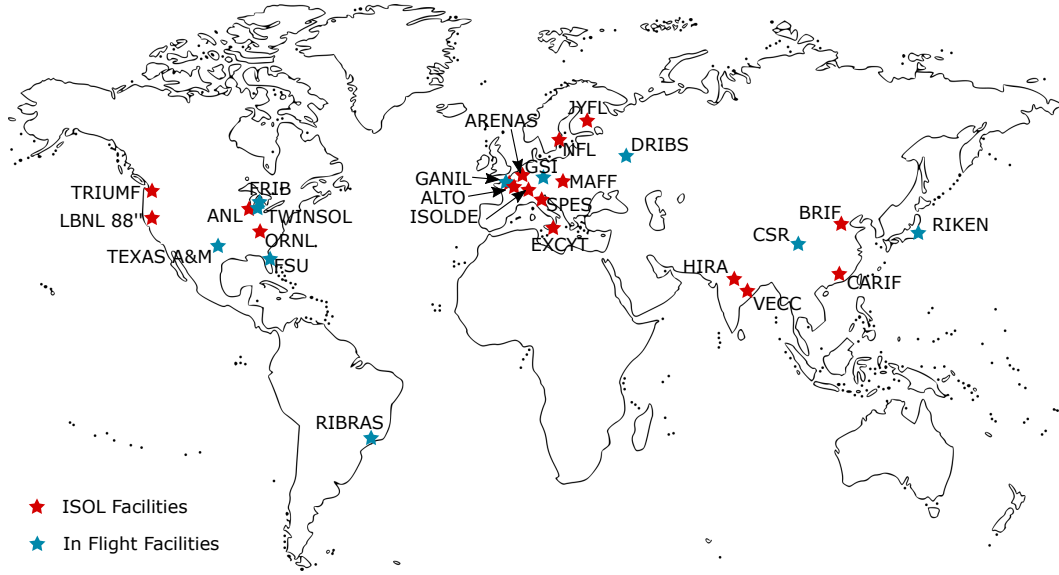 JYFL
ARENAS
NFL
DRIBS
GSI
GANIL
MAFF
TRIUMF
FRIB
ALTO
ISOLDE
SPES
LBNL 88"
ANL
TWINSOL
BRIF
RIKEN
CSR
ORNL
EXCYT
TEXAS A&M
FSU
HIRA
CARIF
VECC
RIBRAS
ISOL Facilities
In Flight Facilities